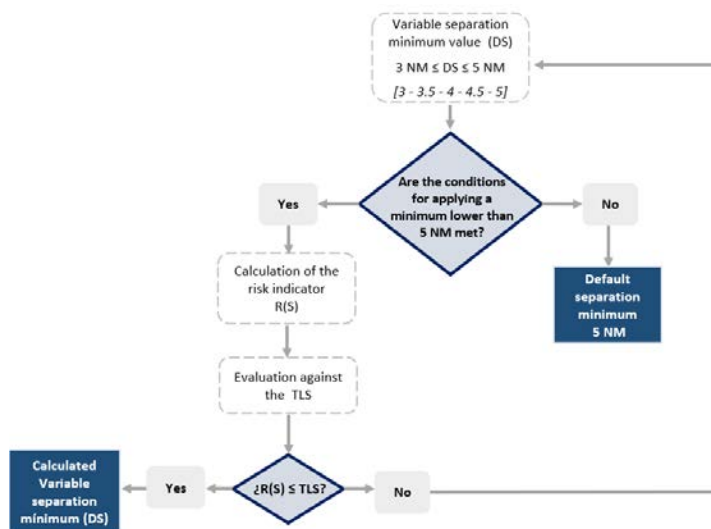 Variable separation
minimum value (DS)
3 NM ≤ DS ≤ 5 NM
[3 - 3.5 - 4 - 4.5 - 5]
Are the conditions
for applying a
minimum lower than
5 NM met?
Yes
No
Calculation of the
risk indicator
R(S)
Default
separation
minimum
5 NM
Evaluation against
the TLS
Calculated
Variable
separation
minimum (DS)
Yes
¿R(S) ≤ TLS?
No